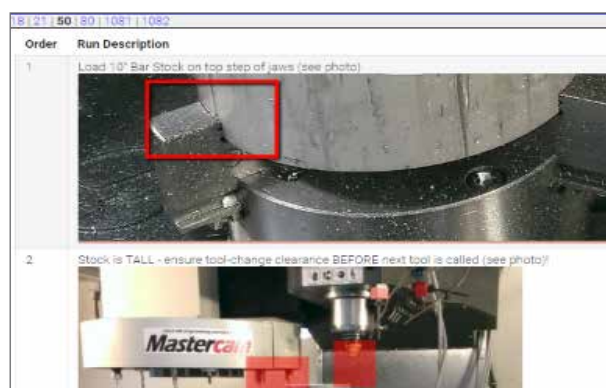 18 | 21 | 50 | 80 | 1081 | 1082
Order Run Description
1 Load 10" Bar Stock on top step of jaws (see photo)
2 Stock is TALL - ensure tool-change clearance BEFORE next tool is called (see photo)!
Mastercam